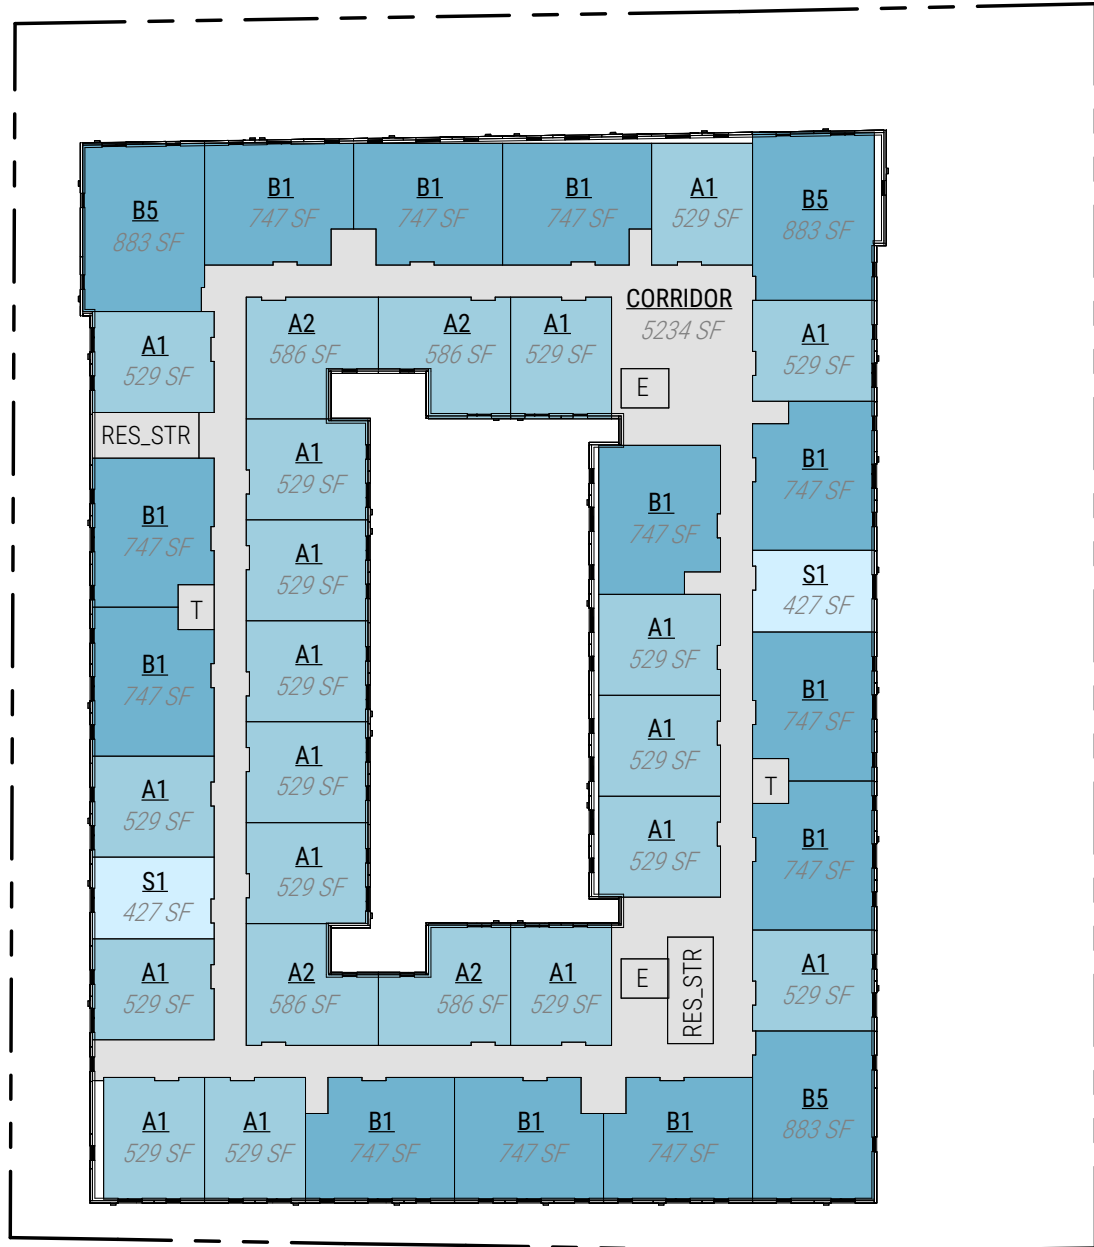 B5
883 SF
B1
747 SF
B1
747 SF
B1
747 SF
A1
529 SF
B5
883 SF
A1
529 SF
A2
586 SF
A2
586 SF
A1
529 SF
CORRIDOR
5234 SF
A1
529 SF
E
RES_STR
A1
529 SF
B1
747 SF
B1
747 SF
B1
747 SF
A1
529 SF
S1
427 SF
T
A1
529 SF
A1
529 SF
B1
747 SF
B1
747 SF
A1
529 SF
A1
529 SF
T
A1
529 SF
A1
529 SF
A1
529 SF
B1
747 SF
S1
427 SF
A1
529 SF
A2
586 SF
A2
586 SF
A1
529 SF
E
RES_STR
A1
529 SF
A1
529 SF
A1
529 SF
B1
747 SF
B1
747 SF
B1
747 SF
B5
883 SF